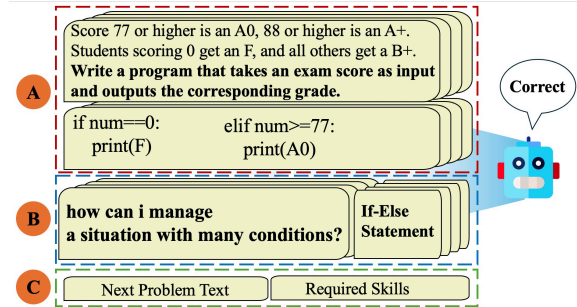 Score 77 or higher is an A0, 88 or higher is an A+.
Students scoring 0 get an F, and all others get a B+.
Write a program that takes an exam score as input
and outputs the corresponding grade.
A
if num==0:
print(F)
elif num>=77:
print(A0)
Correct
B
how can i manage
a situation with many conditions?
If-Else
Statement
C
Next Problem Text
Required Skills